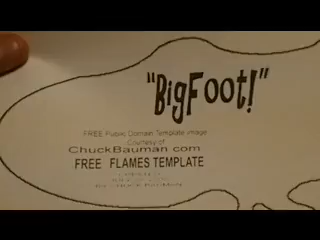 "BigFoot!"
FREE Public Domain Template image
Courtesy of
ChuckBauman.com
FREE FLAMES TEMPLATE